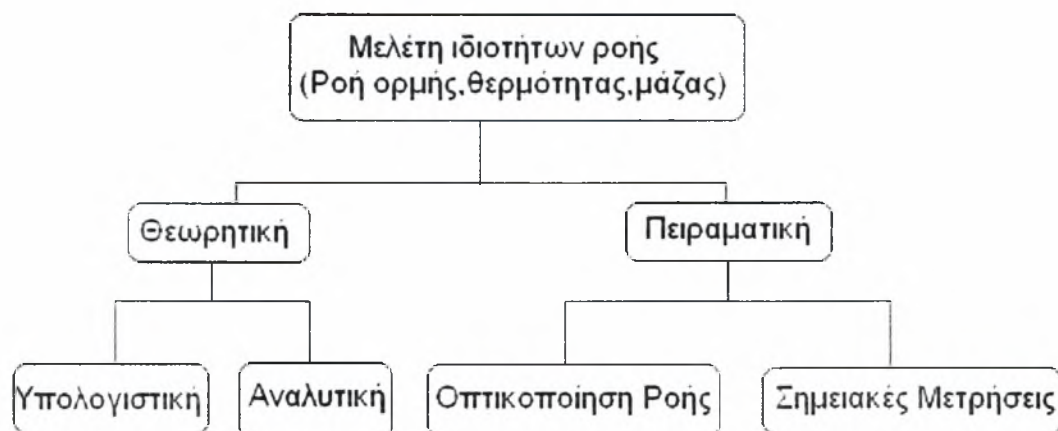 Μελέτη ιδιοτήτων ροής
(Ροή ορμής,θερμότητας,μάζας)
Θεωρητική
Πειραματική
Υπολογιστική
Αναλυτική
Οπτικοποίηση Ροής
Σημειακές Μετρήσεις